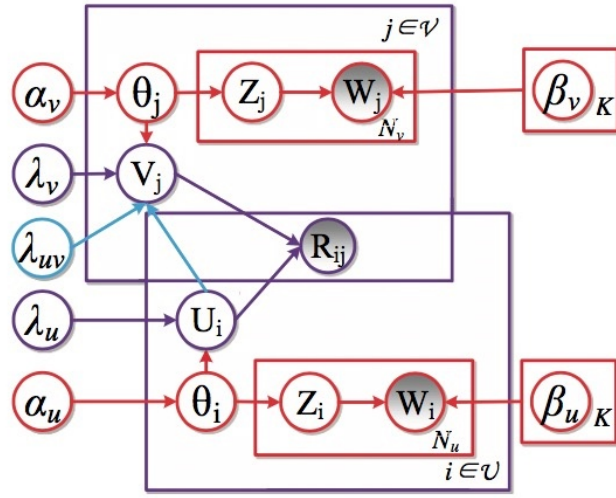 j ∈ 𝒱
α_v θ_j Z_j W_j β_v K
N_v
λ_v V_j
λ_uv R_ij
λ_u U_i
α_u θ_i Z_i W_i β_u K
N_u
i ∈ 𝒰